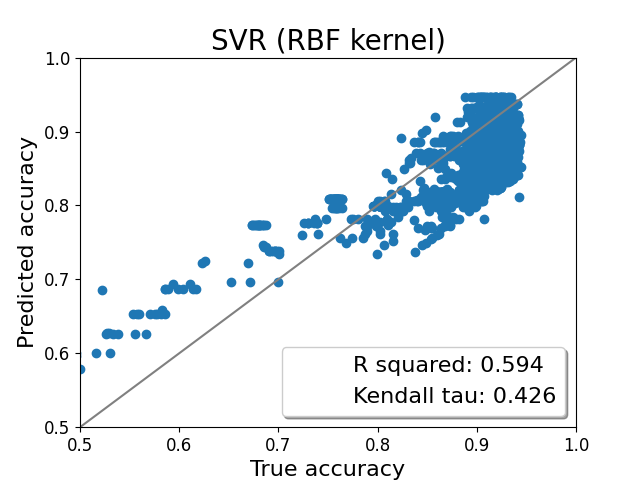 SVR (RBF kernel)
1.0
0.9
0.8
0.7
0.6
0.5
Predicted accuracy
R squared: 0.594
Kendall tau: 0.426
0.5 0.6 0.7 0.8 0.9 1.0
True accuracy